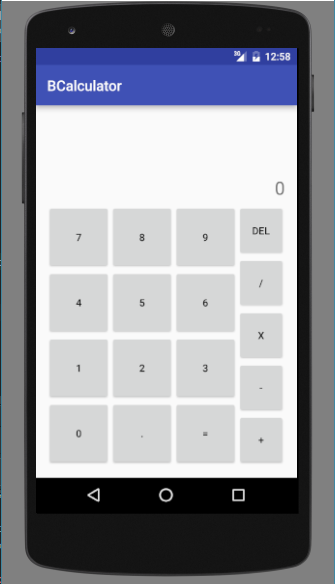 3G 12:58
BCalculator
0
7 8 9 DEL
4 5 6 /
1 2 3 X
0 . = -
+